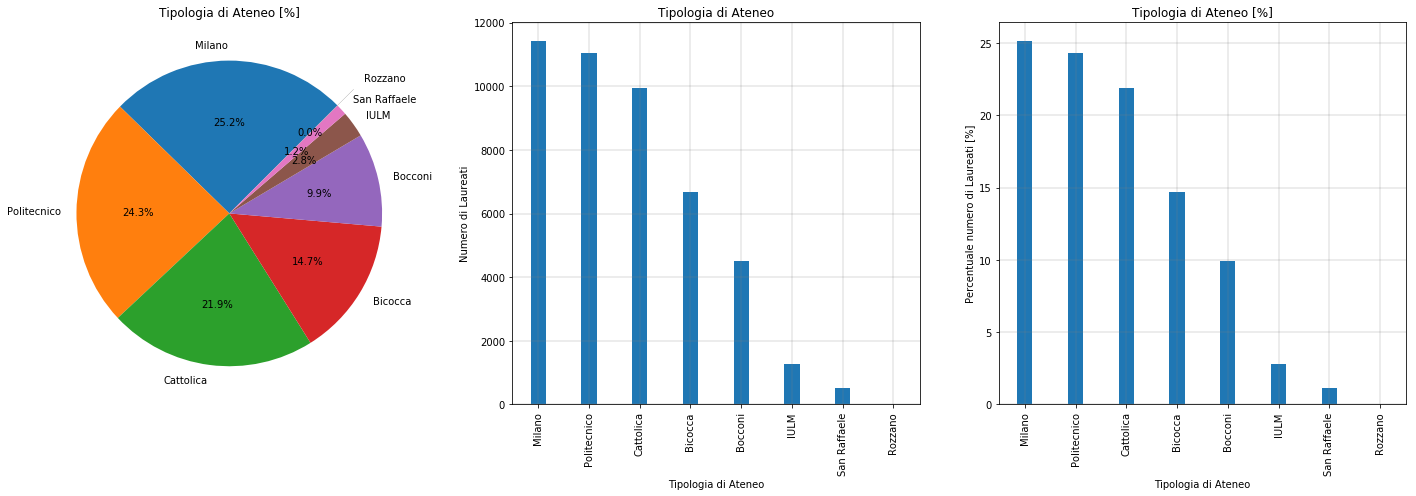 Tipologia di Ateneo [%]
Milano
Rozzano
San Raffaele
IULM
Bocconi
Bicocca
Cattolica
Politecnico
25.2%
0.0%
1.2%
2.8%
9.9%
14.7%
21.9%
24.3%
Tipologia di Ateneo
Numero di Laureati
12000
10000
8000
6000
4000
2000
0
Milano
Politecnico
Cattolica
Bicocca
Bocconi
IULM
San Raffaele
Rozzano
Tipologia di Ateneo
Tipologia di Ateneo [%]
Percentuale numero di Laureati [%]
25
20
15
10
5
0
Milano
Politecnico
Cattolica
Bicocca
Bocconi
IULM
San Raffaele
Rozzano
Tipologia di Ateneo